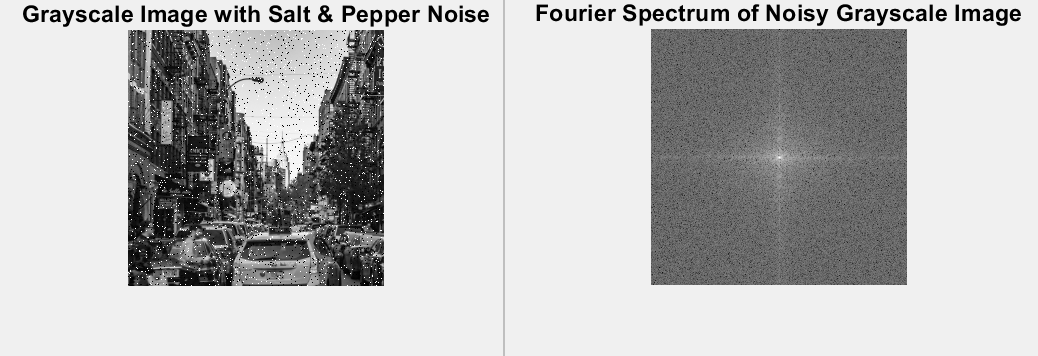 Grayscale Image with Salt & Pepper Noise
Fourier Spectrum of Noisy Grayscale Image